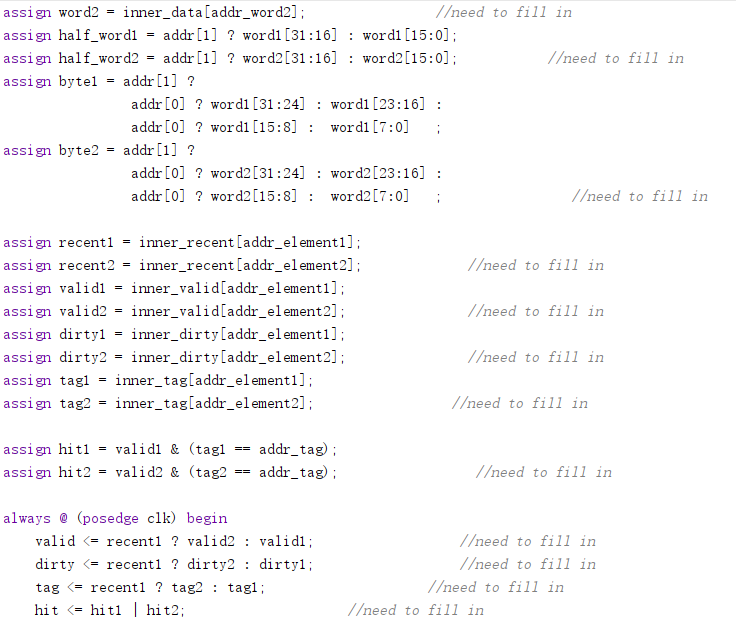 assign word2 = inner_data[addr_word2];                //need to fill in
assign half_word1 = addr[1] ? word1[31:16] : word1[15:0];
assign half_word2 = addr[1] ? word2[31:16] : word2[15:0];           //need to fill in
assign byte1 = addr[1] ?
                addr[0] ? word1[31:24] : word1[23:16] :
                addr[0] ? word1[15:8] :  word1[7:0]   ;
assign byte2 = addr[1] ?
                addr[0] ? word2[31:24] : word2[23:16] :
                addr[0] ? word2[15:8] :  word2[7:0]   ;                //need to fill in

assign recent1 = inner_recent[addr_element1];
assign recent2 = inner_recent[addr_element2];             //need to fill in
assign valid1 = inner_valid[addr_element1];
assign valid2 = inner_valid[addr_element2];               //need to fill in
assign dirty1 = inner_dirty[addr_element1];
assign dirty2 = inner_dirty[addr_element2];               //need to fill in
assign tag1 = inner_tag[addr_element1];
assign tag2 = inner_tag[addr_element2];                 //need to fill in

assign hit1 = valid1 & (tag1 == addr_tag);
assign hit2 = valid2 & (tag2 == addr_tag);                 //need to fill in

always @ (posedge clk) begin
    valid <= recent1 ? valid2 : valid1;                  //need to fill in
    dirty <= recent1 ? dirty2 : dirty1;                  //need to fill in
    tag <= recent1 ? tag2 : tag1;                    //need to fill in
    hit <= hit1 | hit2;                    //need to fill in